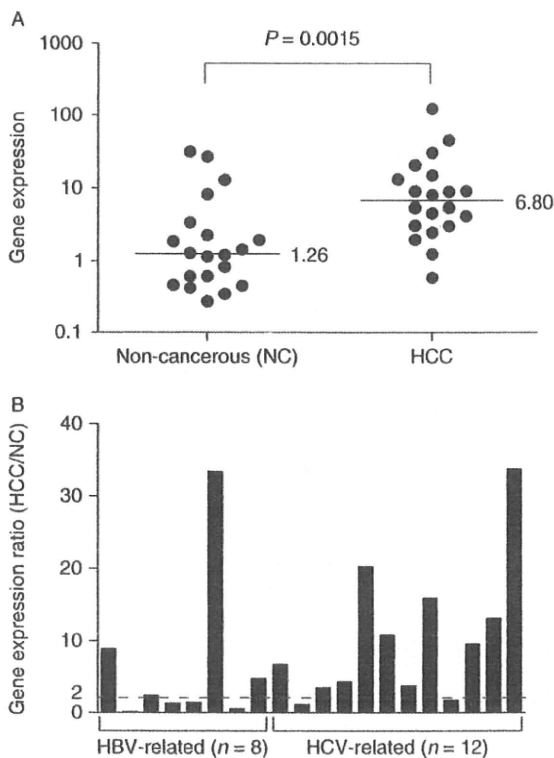 A
P = 0.0015
1000
100
10
1
0.1
Gene expression
1.26
6.80
Non-cancerous (NC)
HCC
B
Gene expression ratio (HCC/NC)
40
30
20
10
2
0
HBV-related (n = 8)
HCV-related (n = 12)